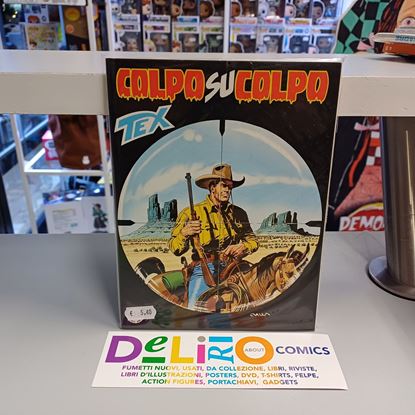 COLPO SU COLPO
TEX
€ 5,40
DeLiRIO ABOUT COMICS
FUMETTI NUOVI, USATI, DA COLLEZIONE, LIBRI, RIVISTE,
LIBRI D'ILLUSTRAZIONI, POSTERS, DVD, T-SHIRTS, FELPE,
ACTION FIGURES, PORTACHIAVI, GADGETS
DEMO